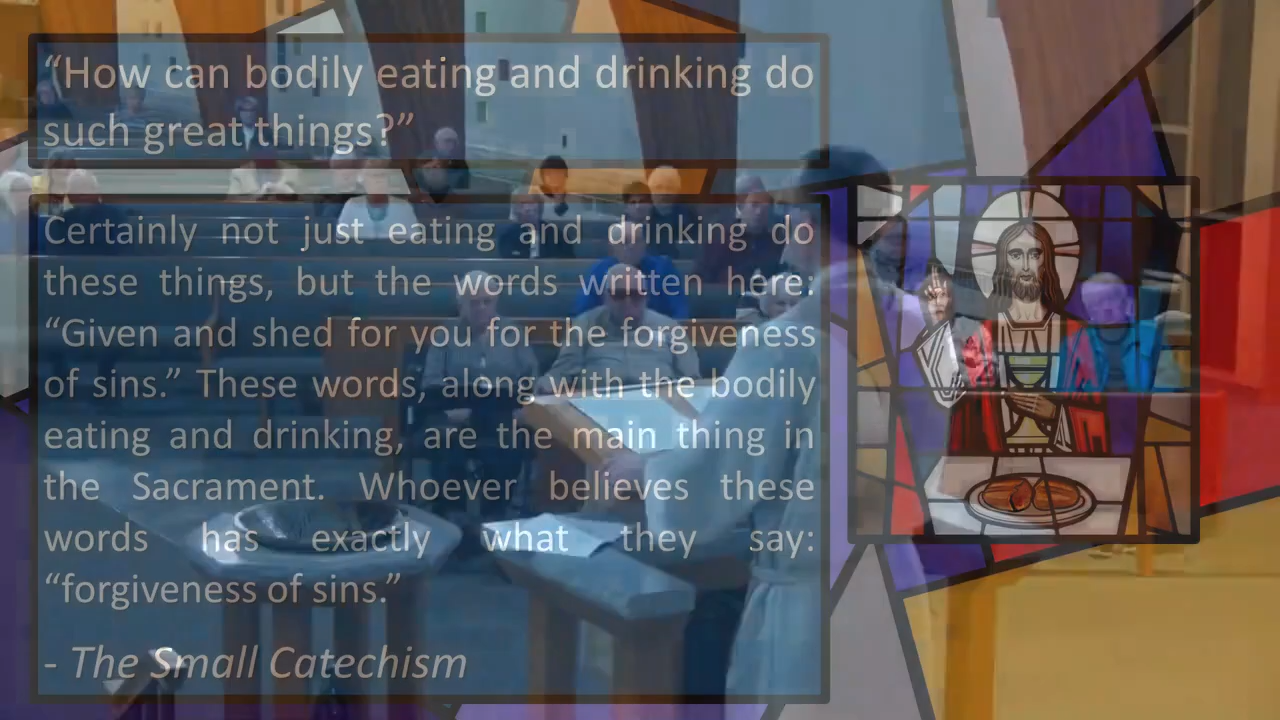 “How can bodily eating and drinking do
such great things?”
Certainly not just eating and drinking do
these things, but the words written here:
“Given and shed for you for the forgiveness
of sins.” These words, along with the bodily
eating and drinking, are the main thing in
the Sacrament. Whoever believes these
words has exactly what they say:
“forgiveness of sins.”
- The Small Catechism